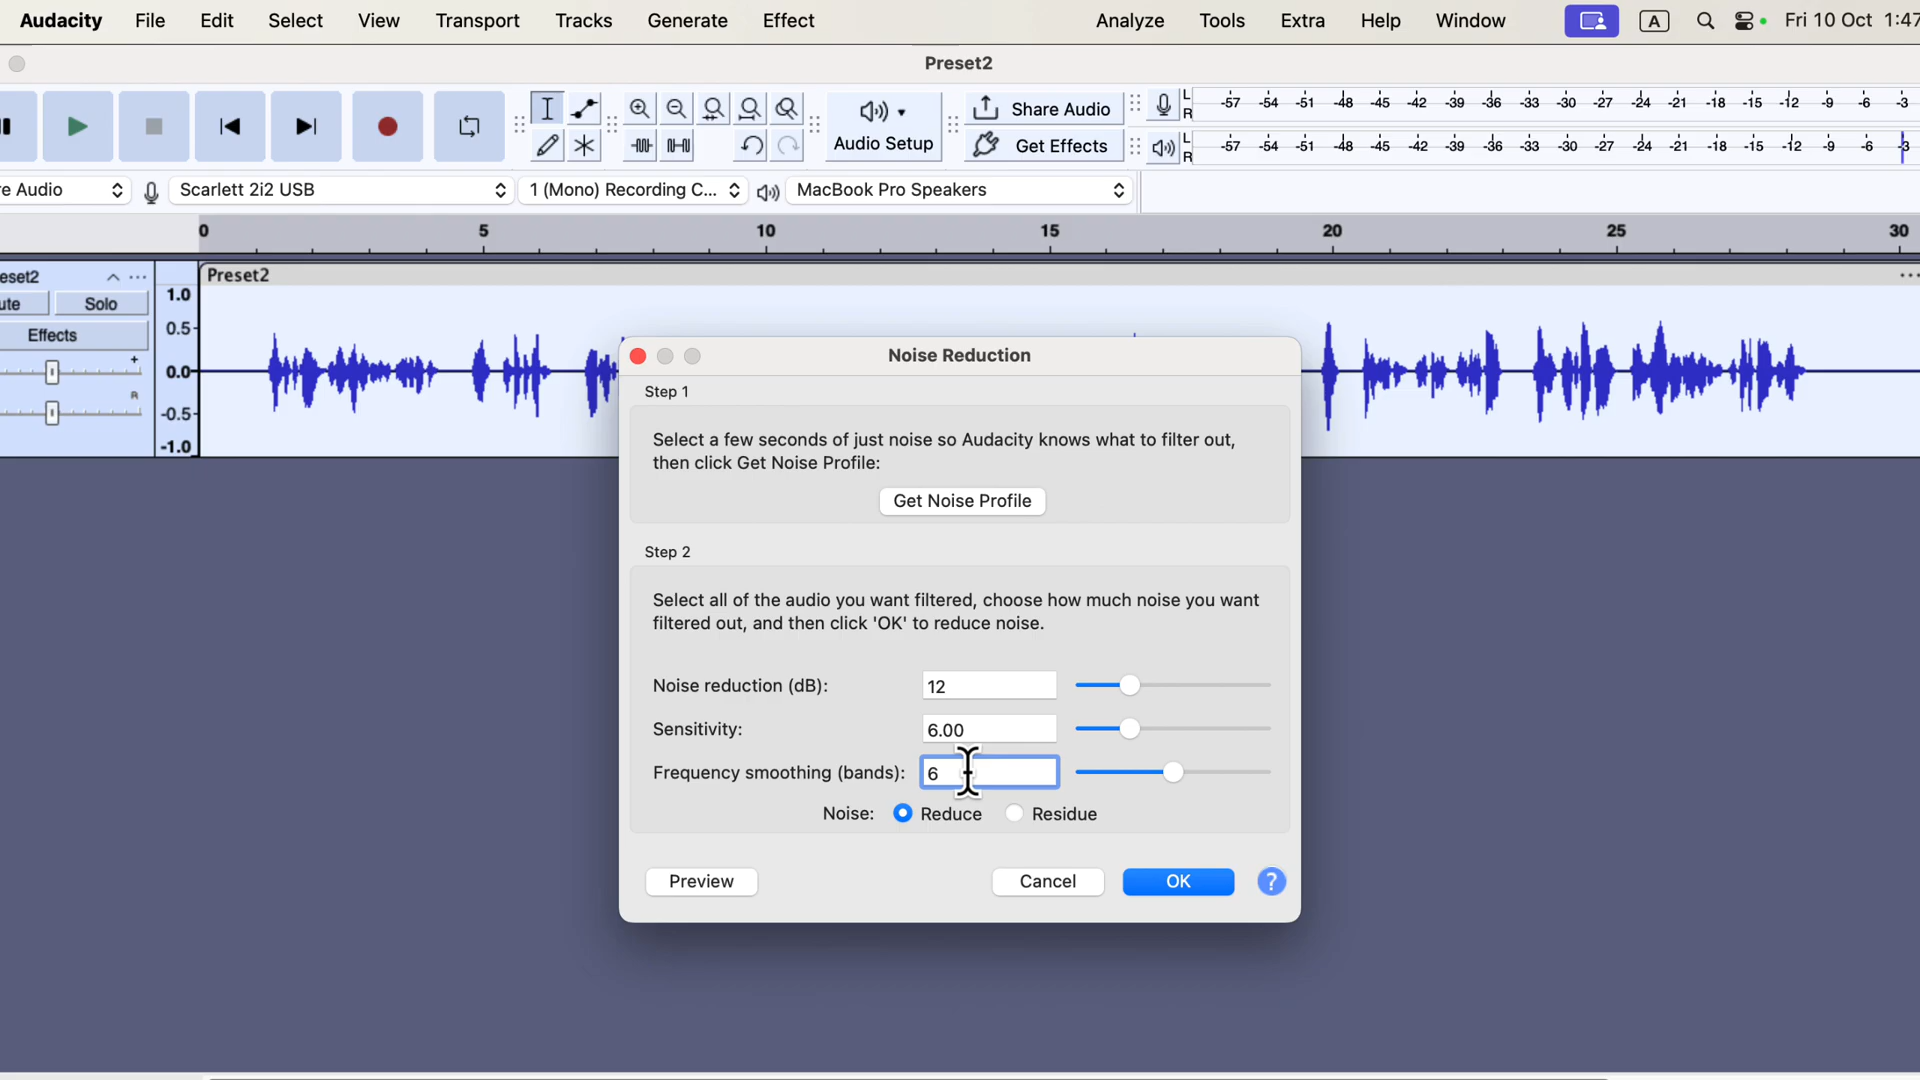 Audacity File Edit Select View Transport Tracks Generate Effect Analyze Tools Extra Help Window A Fri 10 Oct 1:47
Preset2
Share Audio
L
R
-57 -54 -51 -48 -45 -42 -39 -36 -33 -30 -27 -24 -21 -18 -15 -12 -9 -6 -3
Audio Setup
Get Effects
L
R
-57 -54 -51 -48 -45 -42 -39 -36 -33 -30 -27 -24 -21 -18 -15 -12 -9 -6 -3
re Audio Scarlett 2i2 USB 1 (Mono) Recording C... MacBook Pro Speakers
0 5 10 15 20 25 30
eset2 ... Preset2 ...
ute Solo
Effects
- +
L R
1.0
0.5
0.0
-0.5
-1.0
Noise Reduction
Step 1
Select a few seconds of just noise so Audacity knows what to filter out,
then click Get Noise Profile:
Get Noise Profile
Step 2
Select all of the audio you want filtered, choose how much noise you want
filtered out, and then click 'OK' to reduce noise.
Noise reduction (dB): 12
Sensitivity: 6.00
Frequency smoothing (bands): 6
Noise: Reduce Residue
Preview Cancel OK ?